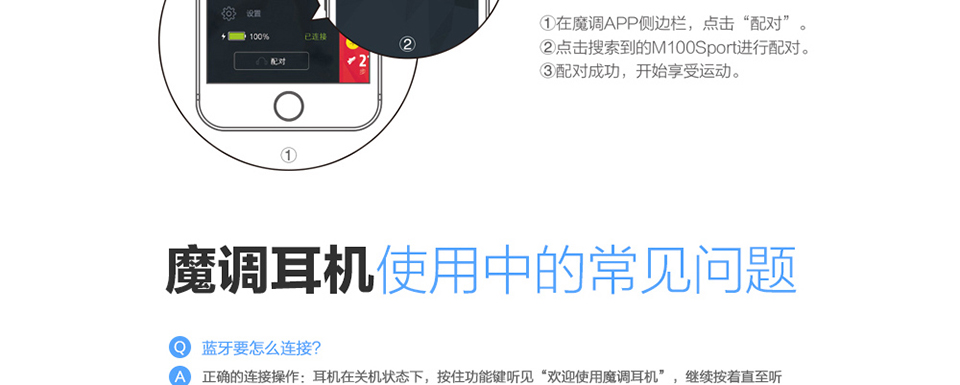 设置
100% 已连接
配对
2
②
①
①在魔调APP侧边栏，点击“配对”。
②点击搜索到的M100Sport进行配对。
③配对成功，开始享受运动。
魔调耳机使用中的常见问题
Q 蓝牙要怎么连接？
A 正确的连接操作：耳机在关机状态下，按住功能键听见“欢迎使用魔调耳机”，继续按着直至听